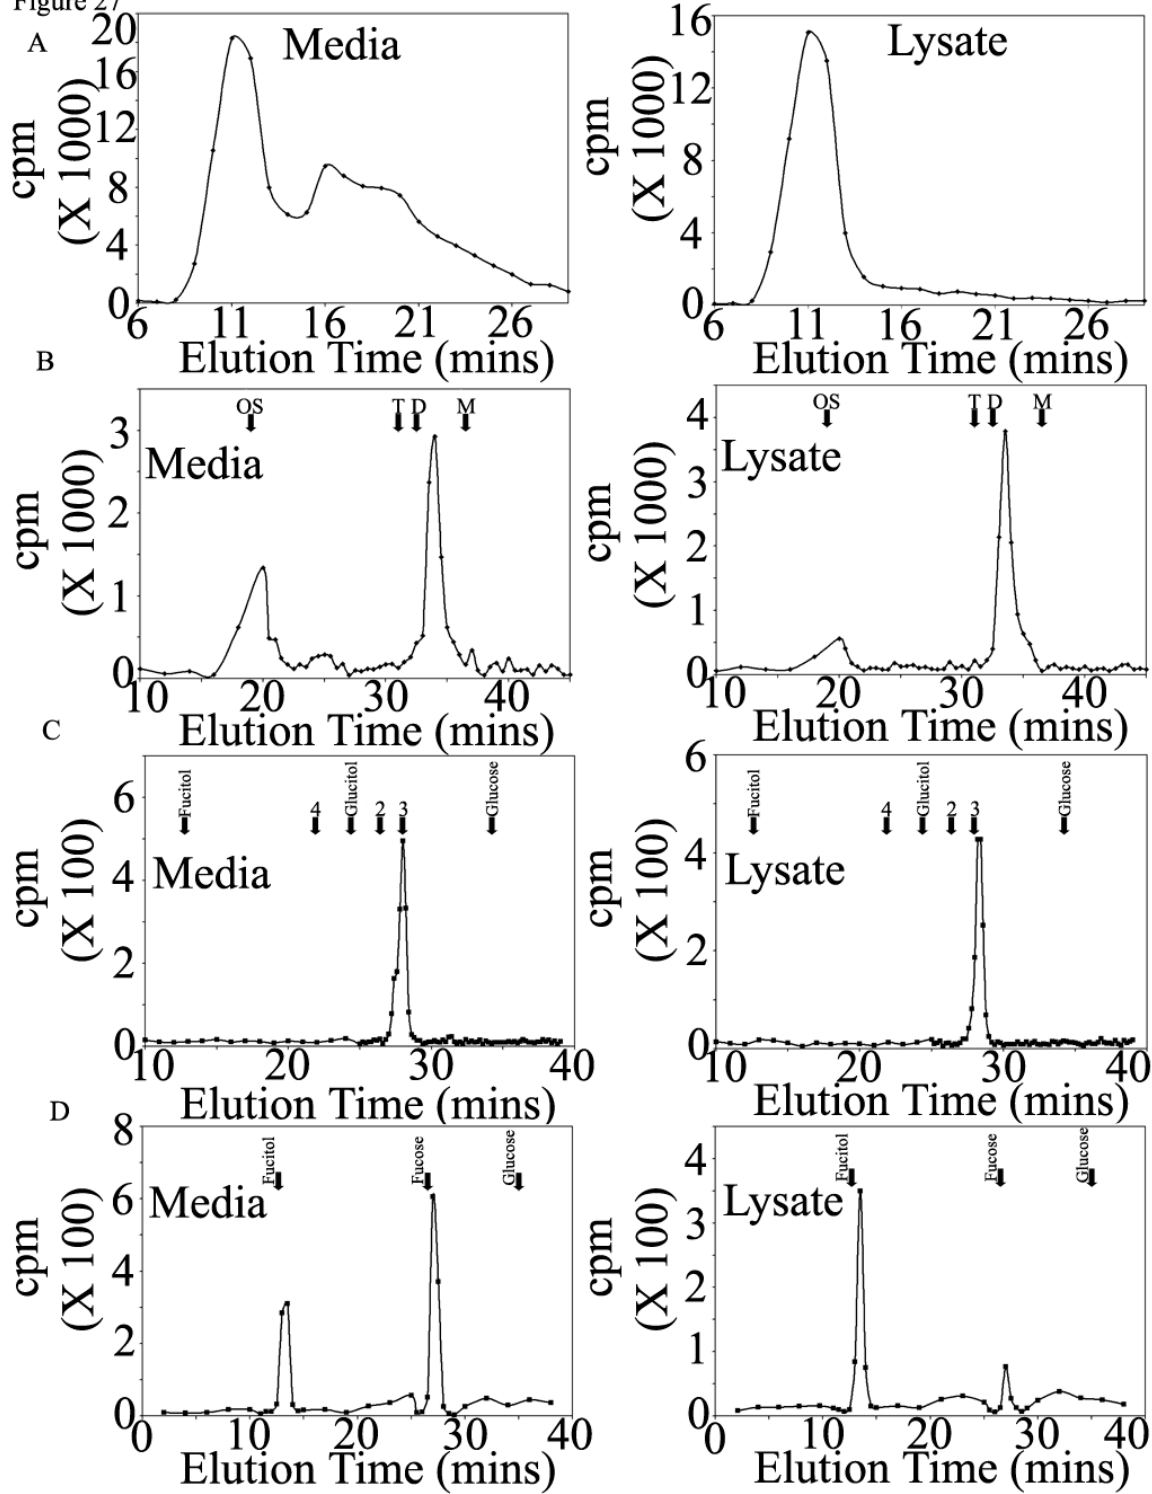 Figure 27
A
Media
cpm
(X 1000)
20
16
12
8
4
0
6 11 16 21 26
Elution Time (mins)
Lysate
cpm
(X 1000)
16
12
8
4
0
6 11 16 21 26
Elution Time (mins)
B
OS T D M
Media
cpm
(X 1000)
3
2
1
0
10 20 30 40
Elution Time (mins)
OS T D M
Lysate
cpm
(X 1000)
4
3
2
1
0
10 20 30 40
Elution Time (mins)
C
Fucitol 4 Glucitol 2 3 Glucose
Media
cpm
(X 100)
6
4
2
0
10 20 30 40
Elution Time (mins)
Fucitol 4 Glucitol 2 3 Glucose
Lysate
cpm
(X 100)
6
4
2
0
10 20 30 40
Elution Time (mins)
D
Fucitol Fucose Glucose
Media
cpm
(X 100)
8
6
4
2
0
0 10 20 30 40
Elution Time (mins)
Fucitol Fucose Glucose
Lysate
cpm
(X 100)
4
3
2
1
0
0 10 20 30 40
Elution Time (mins)